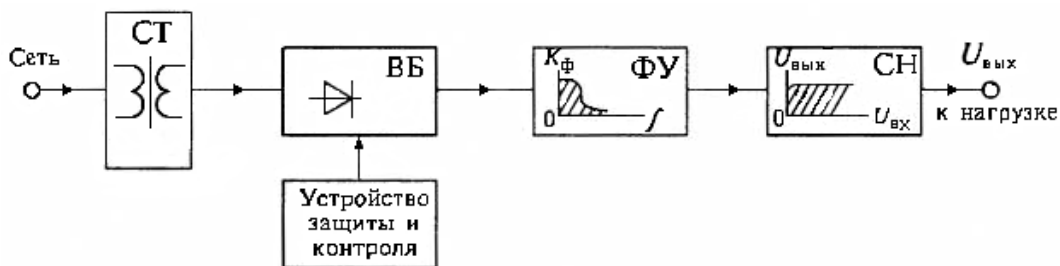 Сеть
СТ
ВБ
Устройство
защиты и
контроля
Kф
ФУ
0
f
Uвых
СН
0
Uвх
Uвых
к нагрузке